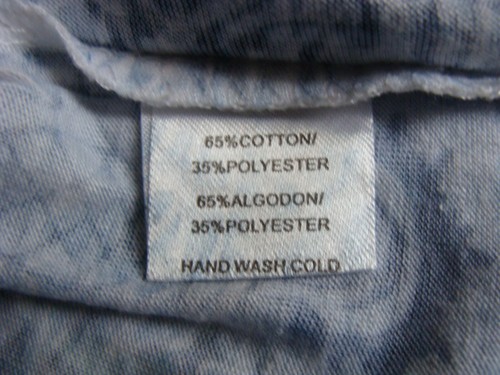 65%COTTON/
35%POLYESTER
65%ALGODON/
35%POLYESTER
HAND WASH COLD